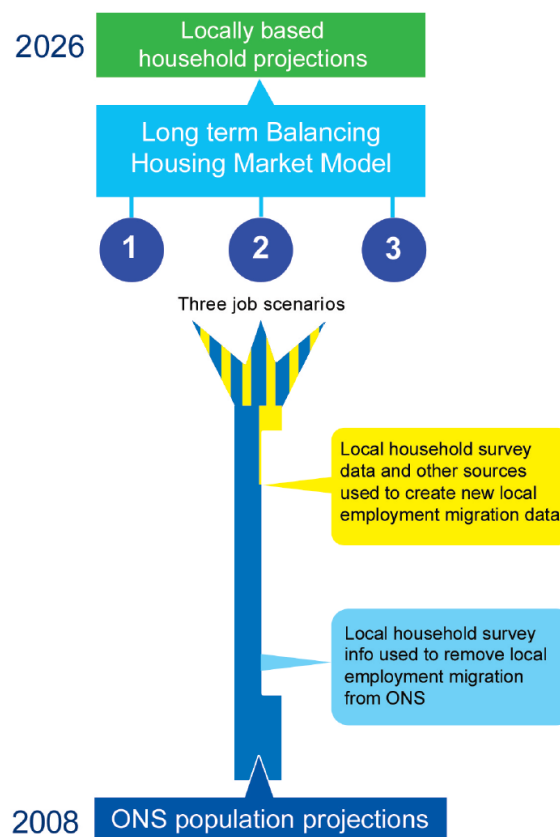 2026
Locally based
household projections
Long term Balancing
Housing Market Model
1
2
3
Three job scenarios
Local household survey
data and other sources
used to create new local
employment migration data
Local household survey
info used to remove local
employment migration
from ONS
2008
ONS population projections